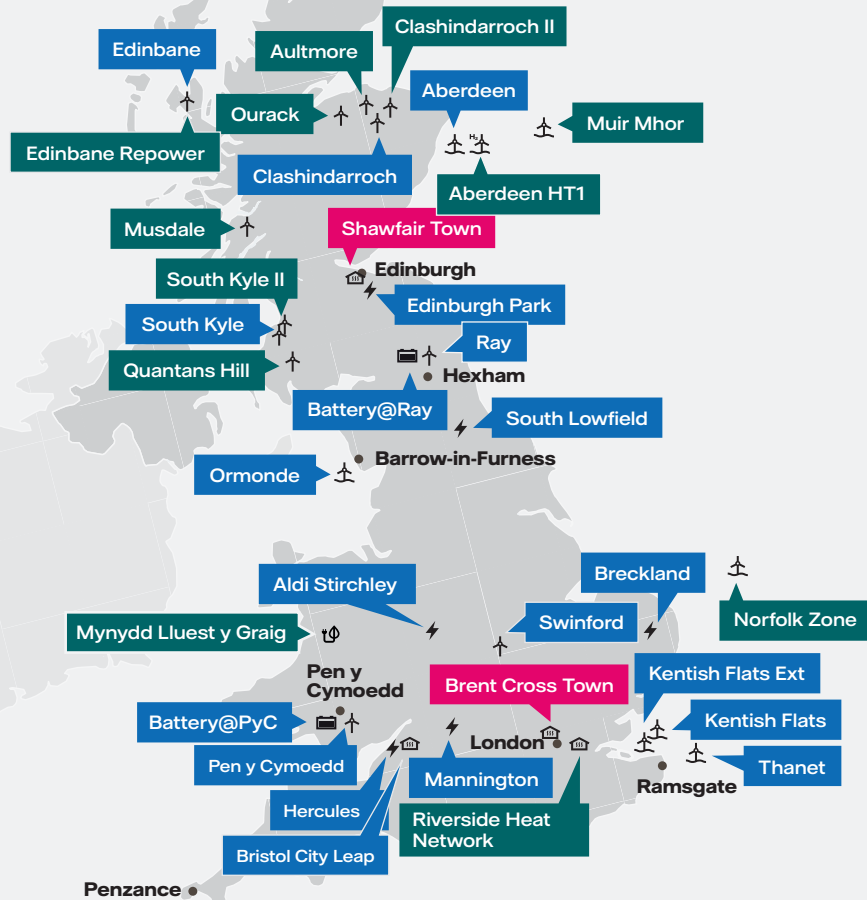 Clashindarroch II
Edinbane
Aultmore
Aberdeen
Ourack
Muir Mhor
H₂
Edinbane Repower
Clashindarroch
Aberdeen HT1
Musdale
Shawfair Town
Edinburgh
South Kyle II
Edinburgh Park
South Kyle
Ray
Quantans Hill
Hexham
Battery@Ray
South Lowfield
Barrow-in-Furness
Ormonde
Breckland
Aldi Stirchley
Norfolk Zone
Swinford
Mynydd Lluest y Graig
Kentish Flats Ext
Pen y
Cymoedd
Brent Cross Town
Battery@PyC
Kentish Flats
London
Pen y Cymoedd
Thanet
Mannington
Ramsgate
Hercules
Riverside Heat
Network
Bristol City Leap
Penzance